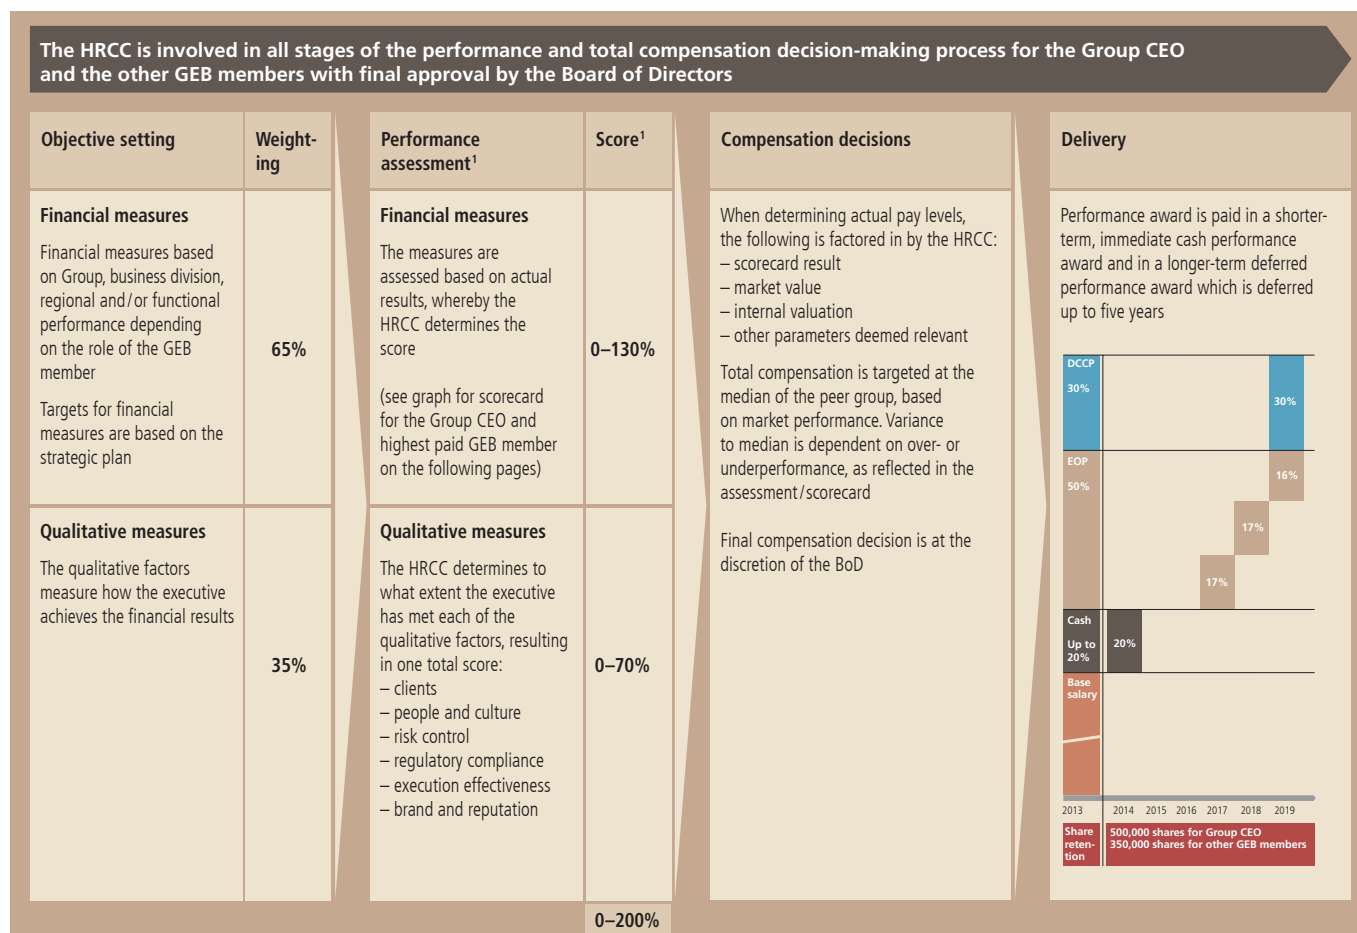 The HRCC is involved in all stages of the performance and total compensation decision-making process for the Group CEO
and the other GEB members with final approval by the Board of Directors
Objective setting
Weight-
ing
Financial measures
Financial measures based
on Group, business division,
regional and/or functional
performance depending
on the role of the GEB
member
Targets for financial
measures are based on the
strategic plan
65%
Qualitative measures
The qualitative factors
measure how the executive
achieves the financial results
35%
Performance
assessment¹
Score¹
Financial measures
The measures are
assessed based on actual
results, whereby the
HRCC determines the
score
(see graph for scorecard
for the Group CEO and
highest paid GEB member
on the following pages)
0–130%
Qualitative measures
The HRCC determines to
what extent the executive
has met each of the
qualitative factors, resulting
in one total score:
– clients
– people and culture
– risk control
– regulatory compliance
– execution effectiveness
– brand and reputation
0–70%
0–200%
Compensation decisions
When determining actual pay levels,
the following is factored in by the HRCC:
– scorecard result
– market value
– internal valuation
– other parameters deemed relevant
Total compensation is targeted at the
median of the peer group, based
on market performance. Variance
to median is dependent on over- or
underperformance, as reflected in the
assessment/scorecard
Final compensation decision is at the
discretion of the BoD
Delivery
Performance award is paid in a shorter-
term, immediate cash performance
award and in a longer-term deferred
performance award which is deferred
up to five years
DCCP
30%
30%
EOP
50%
16%
17%
17%
Cash
Up to
20%
20%
Base
salary
2013 2014 2015 2016 2017 2018 2019
Share
reten-
tion
500,000 shares for Group CEO
350,000 shares for other GEB members